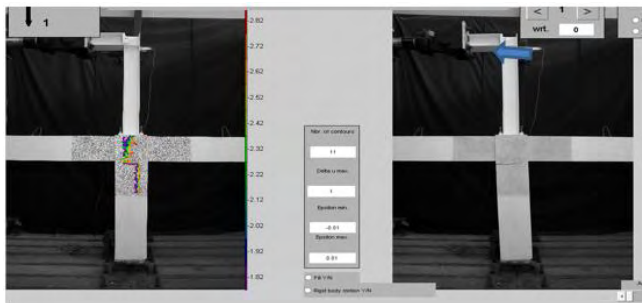 1
-2.82
-2.72
-2.62
-2.52
-2.42
-2.32
-2.22
-2.12
-2.02
-1.92
-1.82
Nbr. of contours
11
Delta u max.
1
Epsilon min.
-0.01
Epsilon max.
0.01
Fill Y/N
Rigid body motion Y/N
< 1 >
wrt. 0